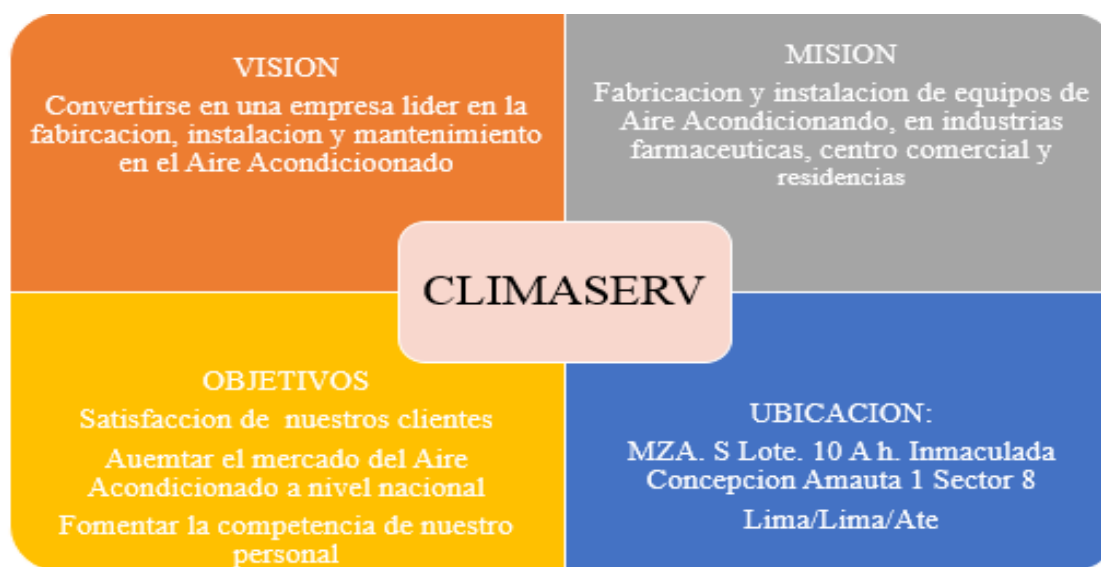 VISION
Convertirse en una empresa lider en la
fabircacion, instalacion y mantenimiento
en el Aire Acondicioonado
MISION
Fabricacion y instalacion de equipos de
Aire Acondicionando, en industrias
farmaceuticas, centro comercial y
residencias
CLIMASERV
OBJETIVOS
Satisfaccion de nuestros clientes
Auemtar el mercado del Aire
Acondicionado a nivel nacional
Fomentar la competencia de nuestro
personal
UBICACION:
MZA. S Lote. 10 A h. Inmaculada
Concepcion Amauta 1 Sector 8
Lima/Lima/Ate